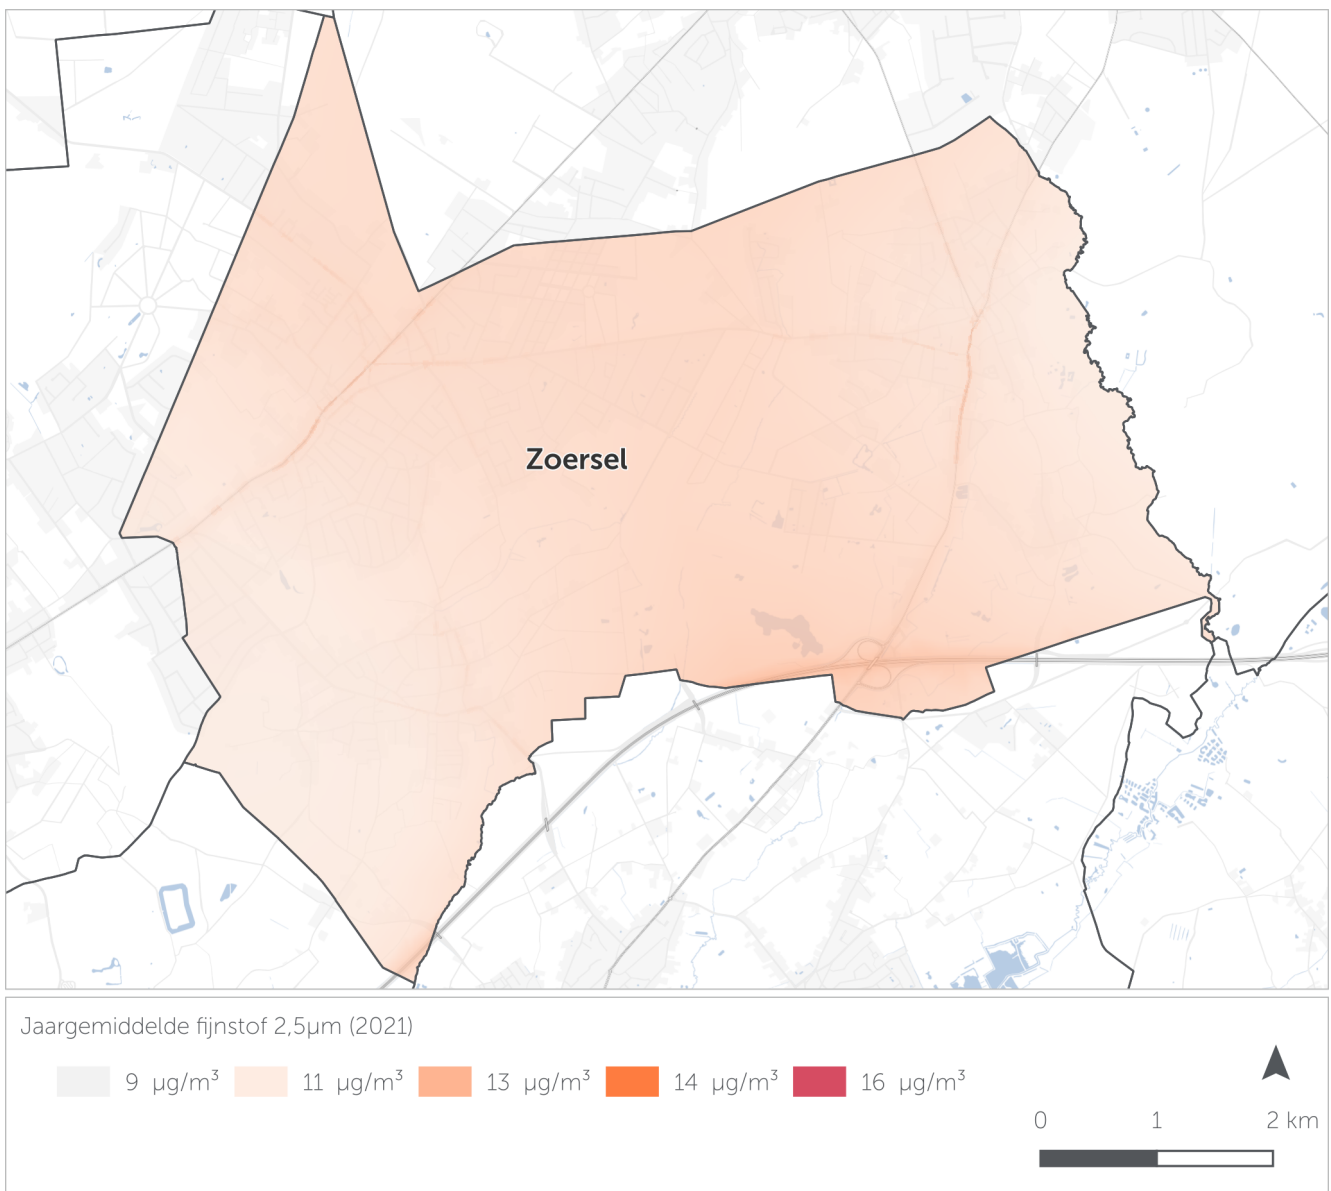 Zoersel
Jaargemiddelde fijnstof 2,5µm (2021)
9 µg/m³ 11 µg/m³ 13 µg/m³ 14 µg/m³ 16 µg/m³
0 1 2 km